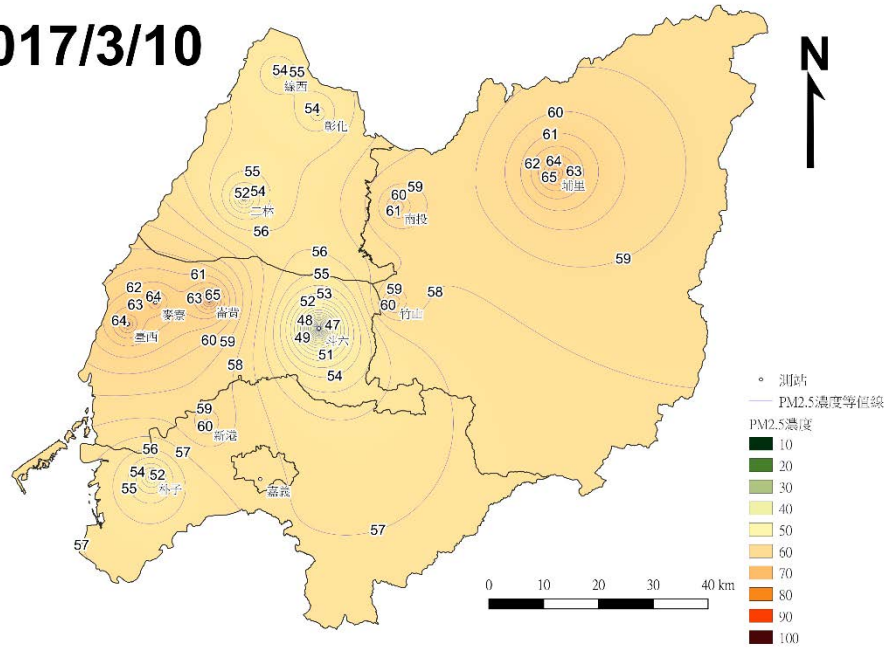 017/3/10
N
54 55
線西
54
彰化
55
52 54
二林
56
60
61
62 64 63
65 埔里
59
60
61 南投
59
56
55
61
62
64
63
63 65
麥寮
崙背
64
臺西
60 59
58
53
52
48 47
49 斗六
51
54
59
60
58
竹山
59
60
新港
56 57
54 52
55 朴子
嘉義
57
57
0 10 20 30 40 km
測站
PM2.5濃度等值線
PM2.5濃度
10
20
30
40
50
60
70
80
90
100